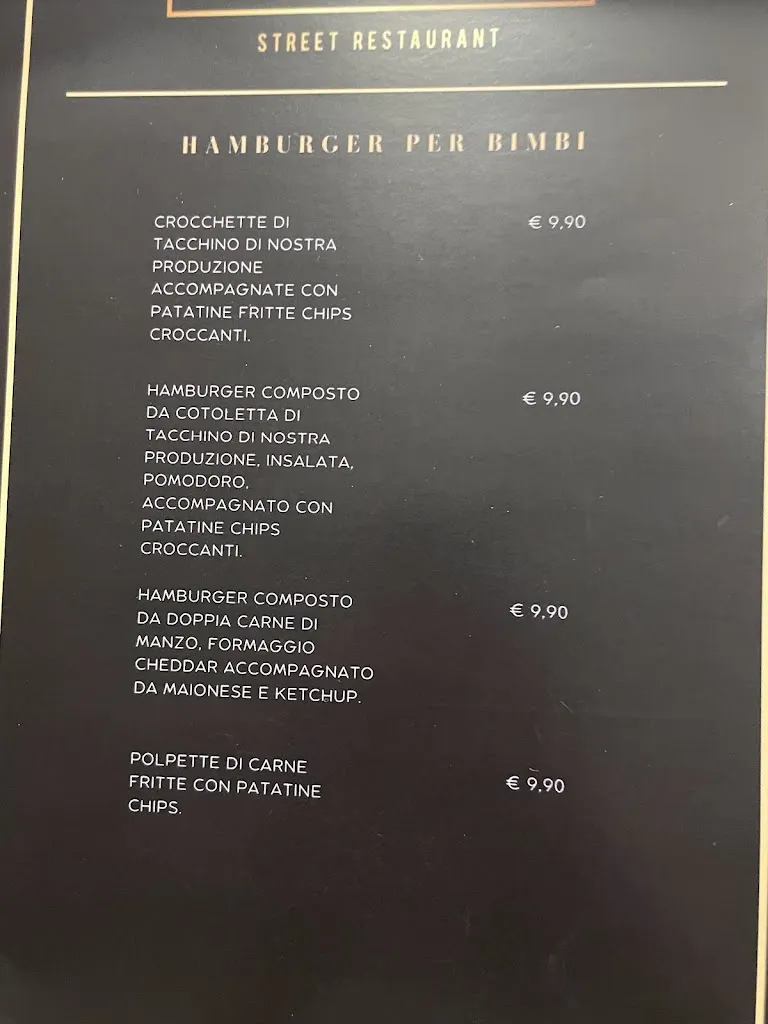 STREET RESTAURANT
HAMBURGER PER BIMBI
CROCCHETTE DI
TACCHINO DI NOSTRA
PRODUZIONE
ACCOMPAGNATE CON
PATATINE FRITTE CHIPS
CROCCANTI.
€ 9,90
HAMBURGER COMPOSTO
DA COTOLETTA DI
TACCHINO DI NOSTRA
PRODUZIONE, INSALATA,
POMODORO,
ACCOMPAGNATO CON
PATATINE CHIPS
CROCCANTI.
€ 9,90
HAMBURGER COMPOSTO
DA DOPPIA CARNE DI
MANZO, FORMAGGIO
CHEDDAR ACCOMPAGNATO
DA MAIONESE E KETCHUP.
€ 9,90
POLPETTE DI CARNE
FRITTE CON PATATINE
CHIPS.
€ 9,90